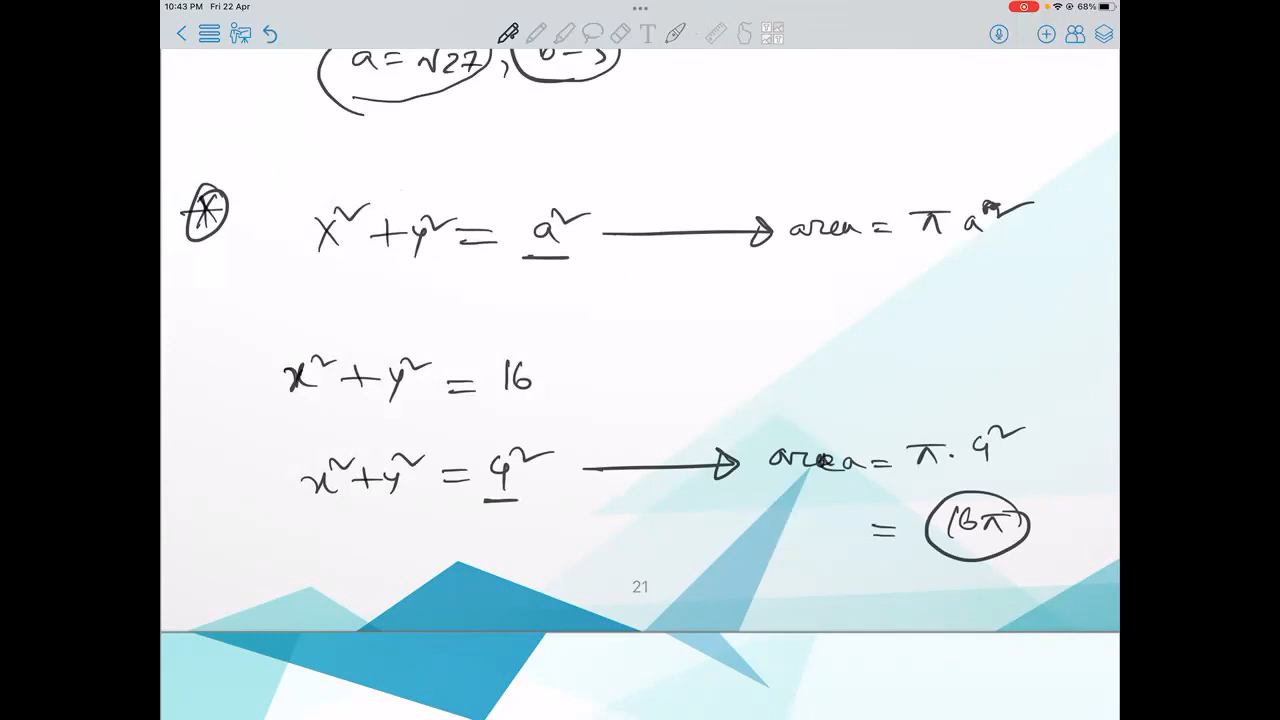 10:43 PM Fri 22 Apr
68%
a = √27,
x² + y² = a² → area = π a²
x² + y² = 16
x² + y² = 4² → area = π · 4²
= 16π
21